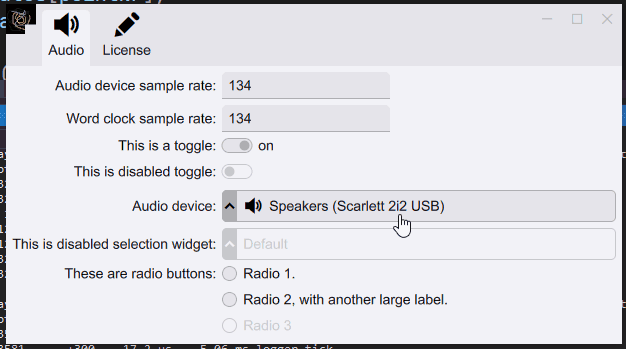 Audio
License
Audio device sample rate: 134
Word clock sample rate: 134
This is a toggle: on
This is disabled toggle:
Audio device: Speakers (Scarlett 2i2 USB)
This is disabled selection widget: Default
These are radio buttons: Radio 1.
Radio 2, with another large label.
Radio 3